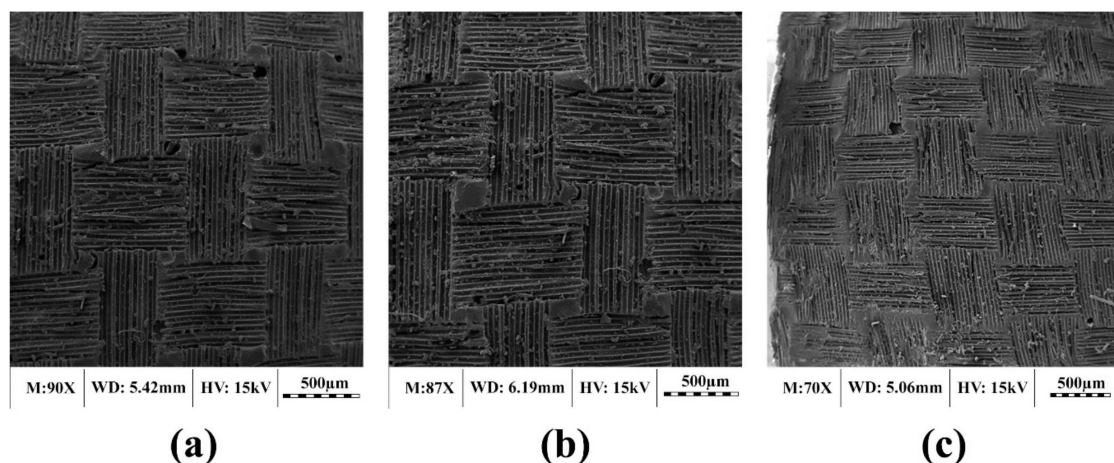 M:90X WD: 5.42mm HV: 15kV 500µm
M:87X WD: 6.19mm HV: 15kV 500µm
M:70X WD: 5.06mm HV: 15kV 500µm
(a) (b) (c)